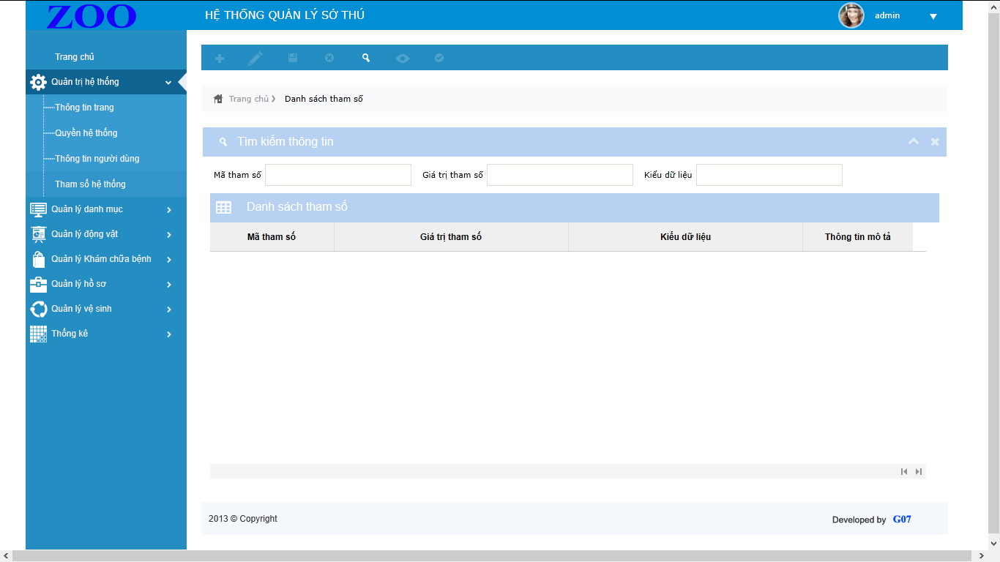 ZOO
HỆ THỐNG QUẢN LÝ SỞ THÚ
admin
Trang chủ
Quản trị hệ thống
Thông tin trang
Quyền hệ thống
Thông tin người dùng
Tham số hệ thống
Quản lý danh mục
Quản lý động vật
Quản lý Khám chữa bệnh
Quản lý hồ sơ
Quản lý vệ sinh
Thống kê
Trang chủ Danh sách tham số
Tìm kiếm thông tin
Mã tham số Giá trị tham số Kiểu dữ liệu
Danh sách tham số
Mã tham số Giá trị tham số Kiểu dữ liệu Thông tin mô tả
2013 © Copyright
Developed by G07